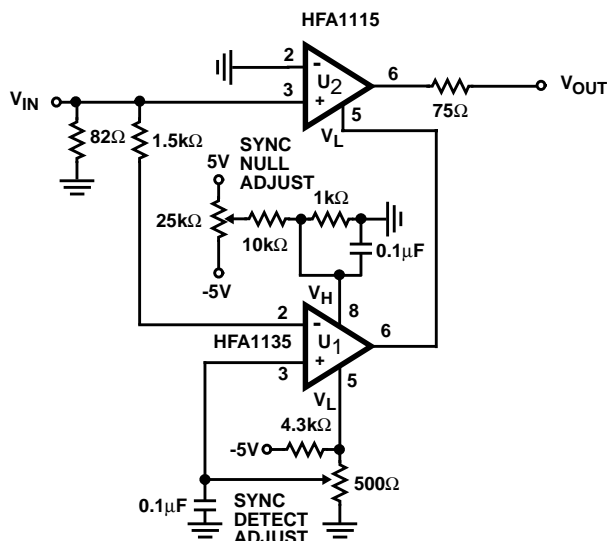 HFA1115
2
-
U2
6
V_OUT
3
+
5
75Ω
V_IN
V_L
82Ω
1.5kΩ
SYNC
NULL
ADJUST
5V
1kΩ
25kΩ
10kΩ
0.1µF
-5V
V_H
8
2
-
HFA1135
U1
6
3
+
5
V_L
4.3kΩ
-5V
500Ω
0.1µF
SYNC
DETECT
ADJUST